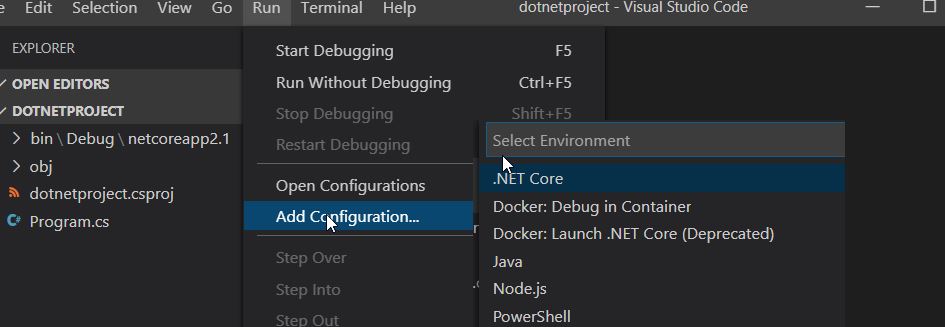 Edit Selection View Go Run Terminal Help dotnetproject - Visual Studio Code
EXPLORER
OPEN EDITORS
DOTNETPROJECT
bin \ Debug \ netcoreapp2.1
obj
dotnetproject.csproj
Program.cs
Start Debugging F5
Run Without Debugging Ctrl+F5
Stop Debugging Shift+F5
Restart Debugging
Open Configurations
Add Configuration...
Step Over
Step Into
Step Out
Select Environment
.NET Core
Docker: Debug in Container
Docker: Launch .NET Core (Deprecated)
Java
Node.js
PowerShell